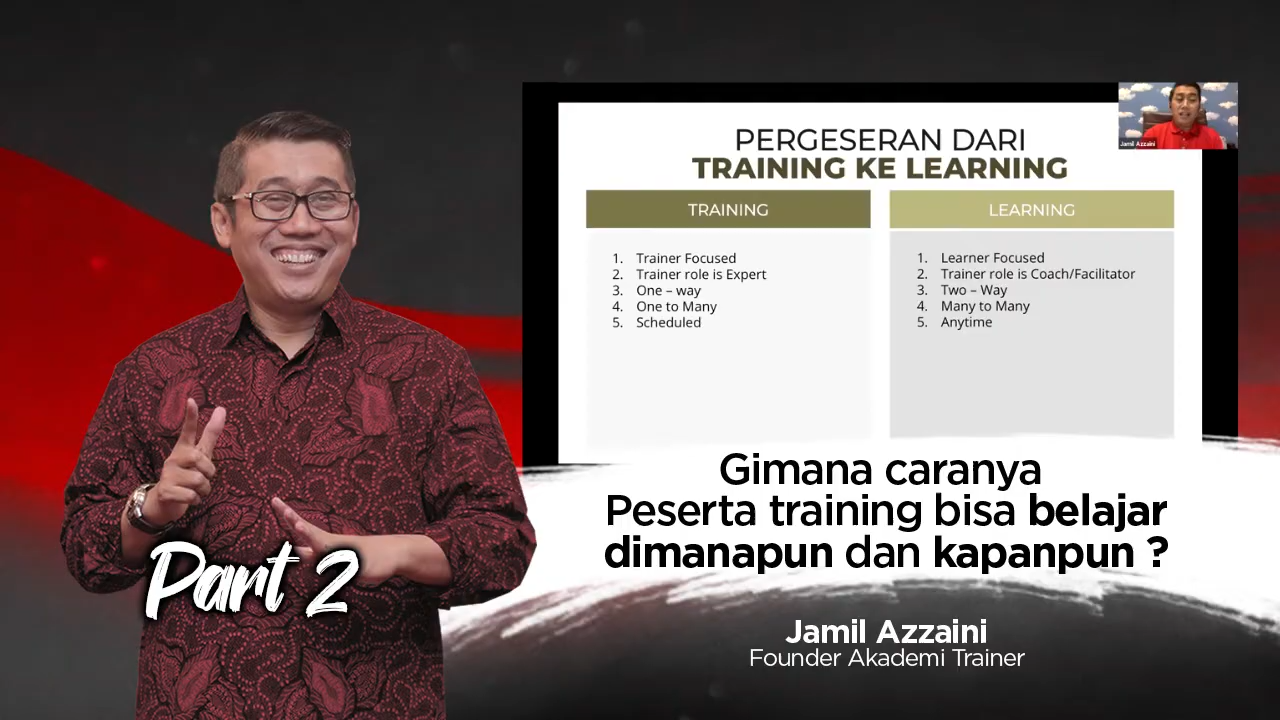 PERGESERAN DARI
TRAINING KE LEARNING
Jamil Azzaini
TRAINING
1. Trainer Focused
2. Trainer role is Expert
3. One – way
4. One to Many
5. Scheduled
LEARNING
1. Learner Focused
2. Trainer role is Coach/Facilitator
3. Two – Way
4. Many to Many
5. Anytime
Gimana caranya
Peserta training bisa belajar
dimanapun dan kapanpun ?
Part 2
Jamil Azzaini
Founder Akademi Trainer